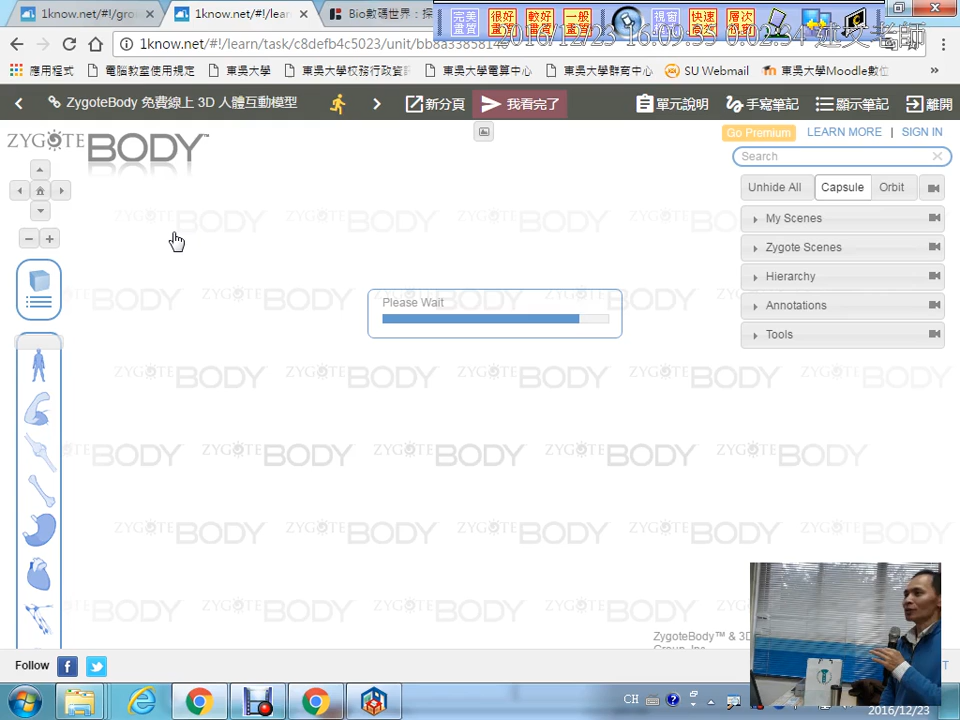 1know.net/#!/gro
1know.net/#!/lea
Bio數碼世界：探
完美畫質
很好畫質
較好畫質
一般畫質
視窗
快速
層次視窗
1know.net/#!/learn/task/c8defb4c5023/unit/bb8a3385814
2016/12/23 16:09:55 0:02:34
老師
應用程式
電腦教室使用規定
東吳大學
東吳大學校務行政資訊
東吳大學電算中心
東吳大學群育中心
SU Webmail
東吳大學Moodle數位
»
ZygoteBody 免費線上 3D 人體互動模型
新分頁
我看完了
單元說明
手寫筆記
顯示筆記
離開
ZYGOTE BODY™
Go Premium
LEARN MORE | SIGN IN
Search
Unhide All
Capsule
Orbit
My Scenes
Zygote Scenes
Hierarchy
Annotations
Tools
Please Wait
ZygoteBody™ & 3D
Group, Inc.
Follow
CH
2016/12/23